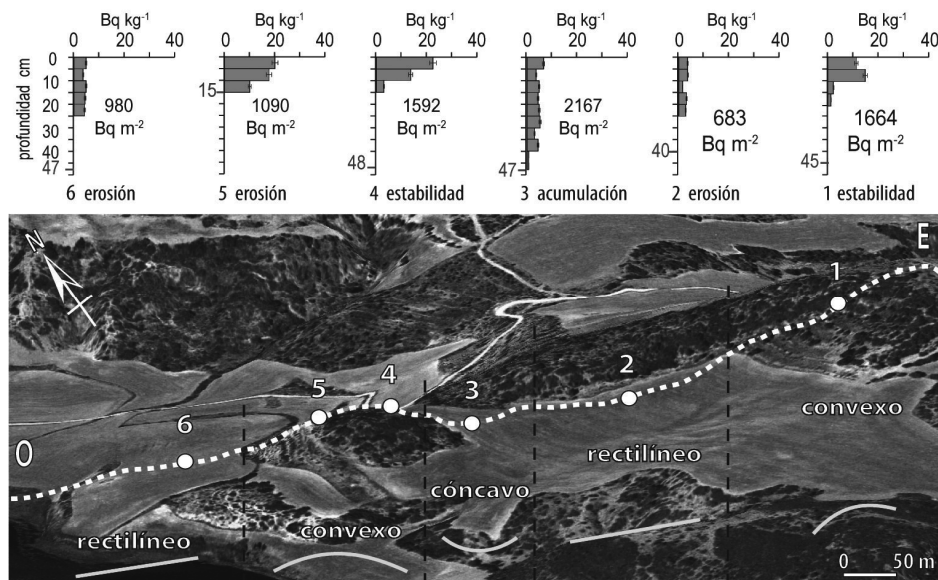 Bq kg-1 Bq kg-1 Bq kg-1 Bq kg-1 Bq kg-1 Bq kg-1
0 20 40 0 20 40 0 20 40 0 20 40 0 20 40 0 20 40
profundidad cm
0
10
20
30
40
47
980
Bq m-2
6 erosión
15
1090
Bq m-2
5 erosión
48
1592
Bq m-2
4 estabilidad
47
2167
Bq m-2
3 acumulación
40
683
Bq m-2
2 erosión
45
1664
Bq m-2
1 estabilidad
N
E
1
2
3
4
5
6
O
convexo
rectilíneo
cóncavo
convexo
rectilíneo
0 50 m